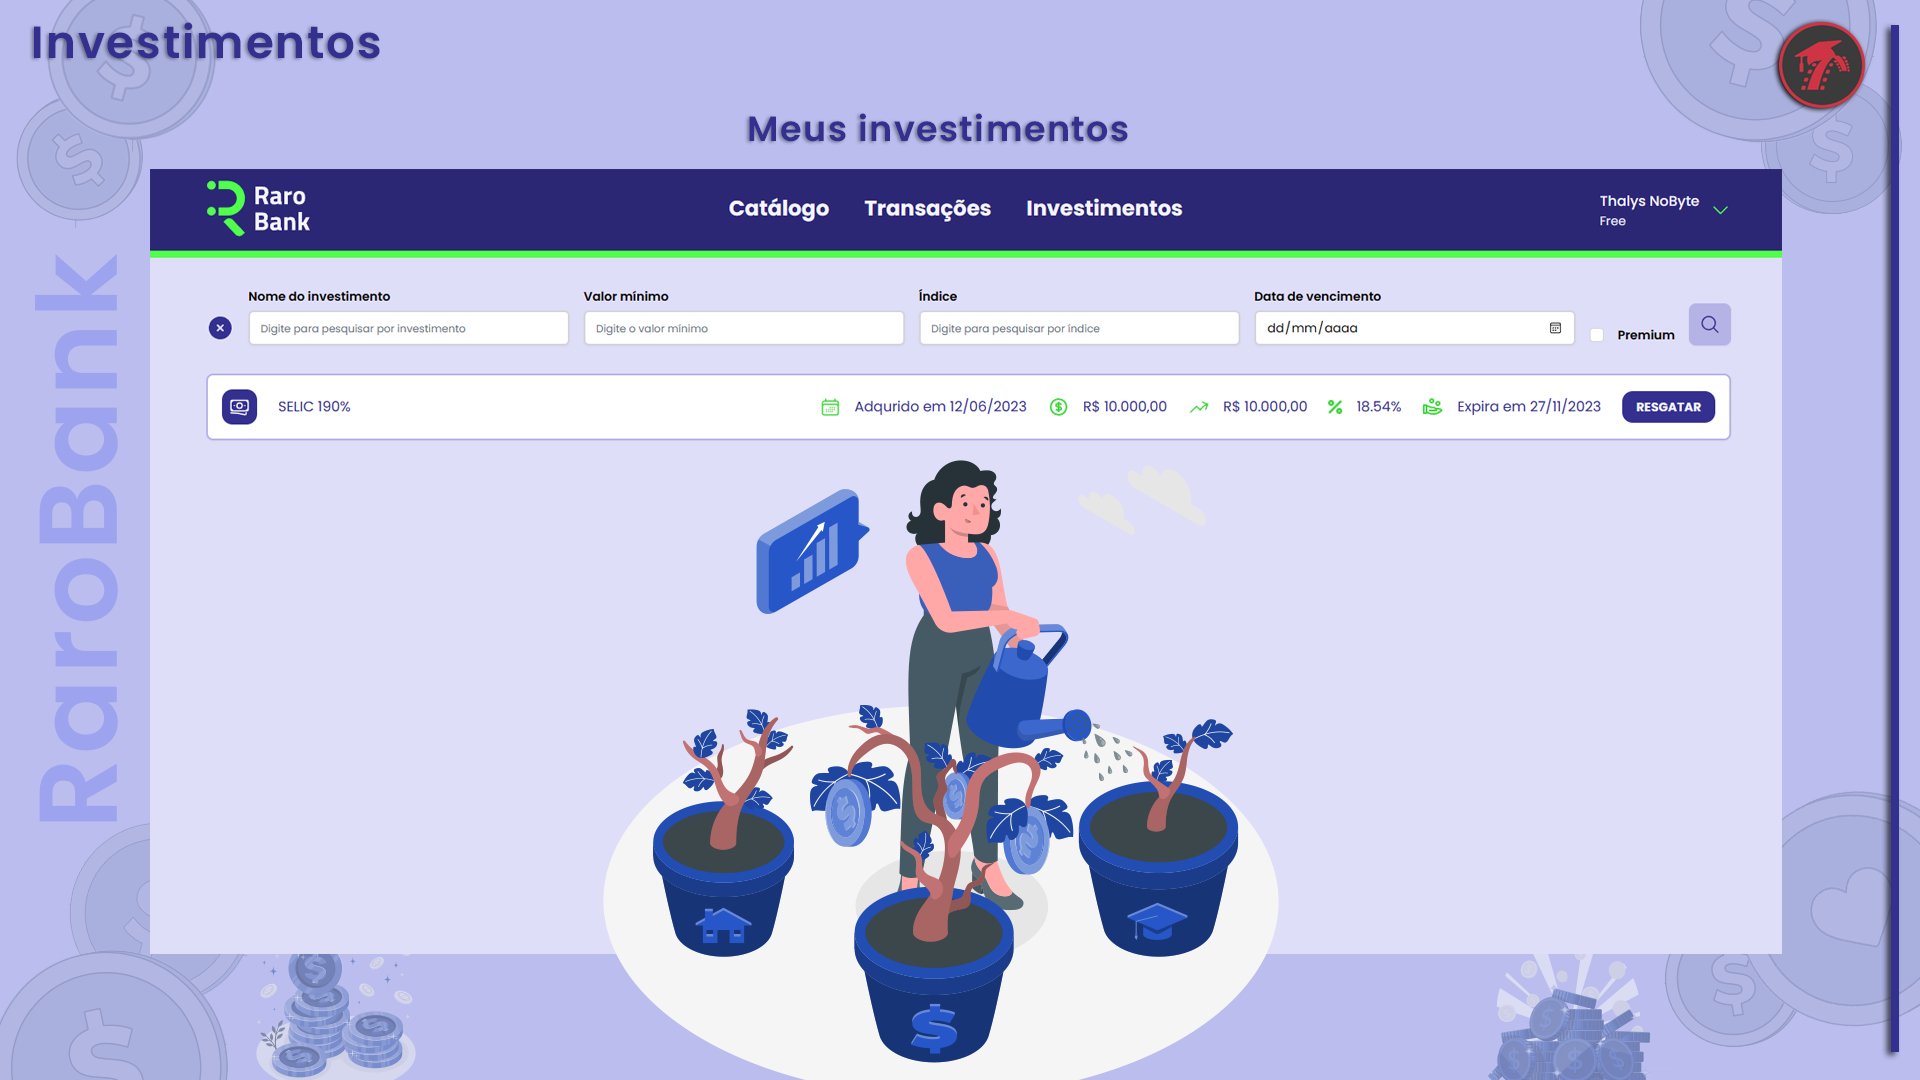 Investimentos
Meus investimentos
Raro
Bank
Catálogo Transações Investimentos
Thalys NoByte
Free
Nome do investimento
Valor mínimo
Índice
Data de vencimento
Digite para pesquisar por investimento
Digite o valor mínimo
Digite para pesquisar por índice
dd/mm/aaaa
Premium
SELIC 190% Adqurido em 12/06/2023 R$ 10.000,00 R$ 10.000,00 18.54% Expira em 27/11/2023 RESGATAR
RaroBank